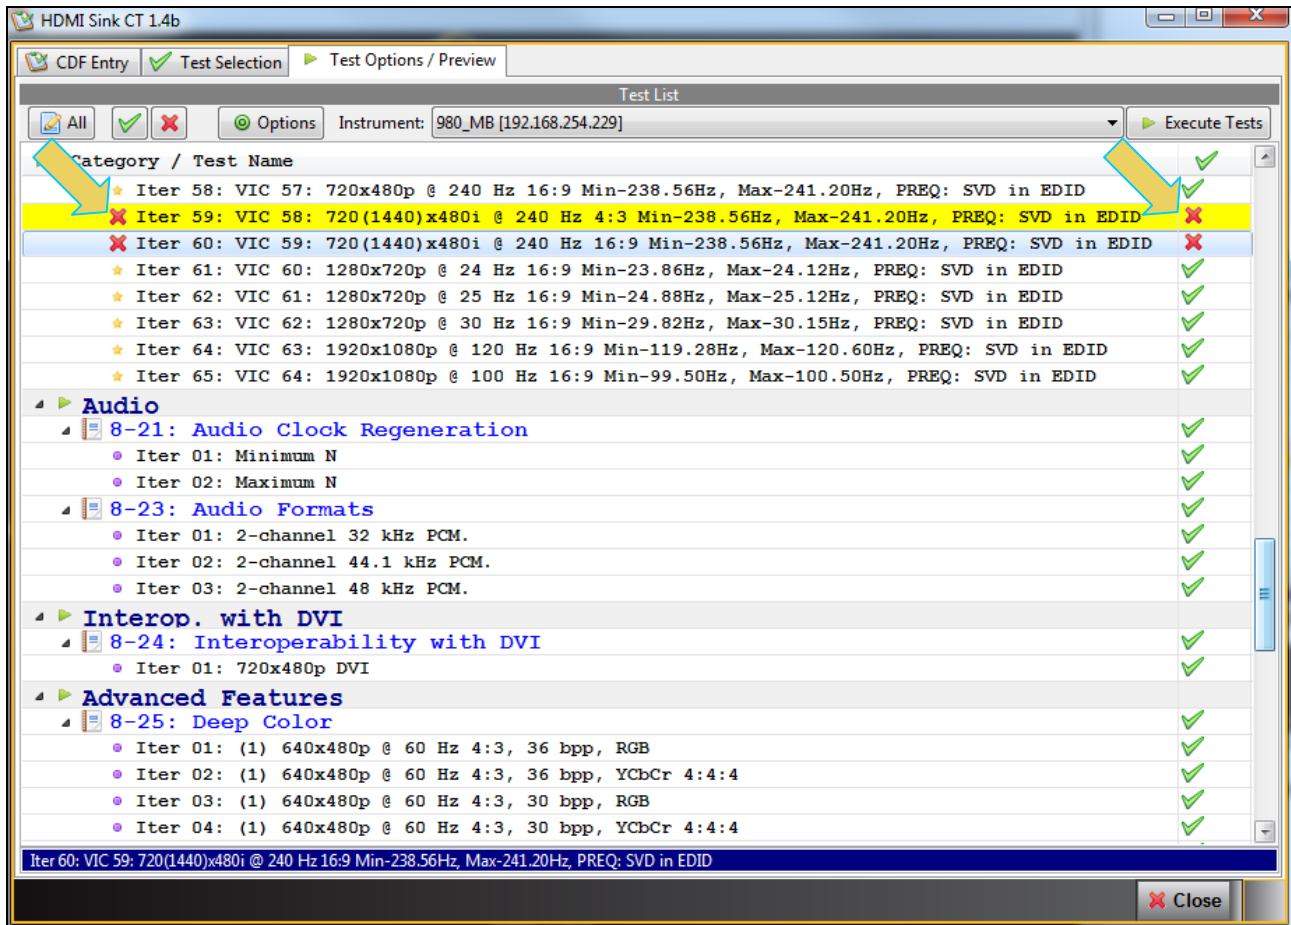 HDMI Sink CT 1.4b
CDF Entry Test Selection Test Options / Preview
Test List
All Options Instrument: 980_MB [192.168.254.229] Execute Tests
Category / Test Name
Iter 58: VIC 57: 720x480p @ 240 Hz 16:9 Min-238.56Hz, Max-241.20Hz, PREQ: SVD in EDID
Iter 59: VIC 58: 720(1440)x480i @ 240 Hz 4:3 Min-238.56Hz, Max-241.20Hz, PREQ: SVD in EDID
Iter 60: VIC 59: 720(1440)x480i @ 240 Hz 16:9 Min-238.56Hz, Max-241.20Hz, PREQ: SVD in EDID
Iter 61: VIC 60: 1280x720p @ 24 Hz 16:9 Min-23.86Hz, Max-24.12Hz, PREQ: SVD in EDID
Iter 62: VIC 61: 1280x720p @ 25 Hz 16:9 Min-24.88Hz, Max-25.12Hz, PREQ: SVD in EDID
Iter 63: VIC 62: 1280x720p @ 30 Hz 16:9 Min-29.82Hz, Max-30.15Hz, PREQ: SVD in EDID
Iter 64: VIC 63: 1920x1080p @ 120 Hz 16:9 Min-119.28Hz, Max-120.60Hz, PREQ: SVD in EDID
Iter 65: VIC 64: 1920x1080p @ 100 Hz 16:9 Min-99.50Hz, Max-100.50Hz, PREQ: SVD in EDID
Audio
8-21: Audio Clock Regeneration
Iter 01: Minimum N
Iter 02: Maximum N
8-23: Audio Formats
Iter 01: 2-channel 32 kHz PCM.
Iter 02: 2-channel 44.1 kHz PCM.
Iter 03: 2-channel 48 kHz PCM.
Interop. with DVI
8-24: Interoperability with DVI
Iter 01: 720x480p DVI
Advanced Features
8-25: Deep Color
Iter 01: (1) 640x480p @ 60 Hz 4:3, 36 bpp, RGB
Iter 02: (1) 640x480p @ 60 Hz 4:3, 36 bpp, YCbCr 4:4:4
Iter 03: (1) 640x480p @ 60 Hz 4:3, 30 bpp, RGB
Iter 04: (1) 640x480p @ 60 Hz 4:3, 30 bpp, YCbCr 4:4:4
Iter 60: VIC 59: 720(1440)x480i @ 240 Hz 16:9 Min-238.56Hz, Max-241.20Hz, PREQ: SVD in EDID
Close